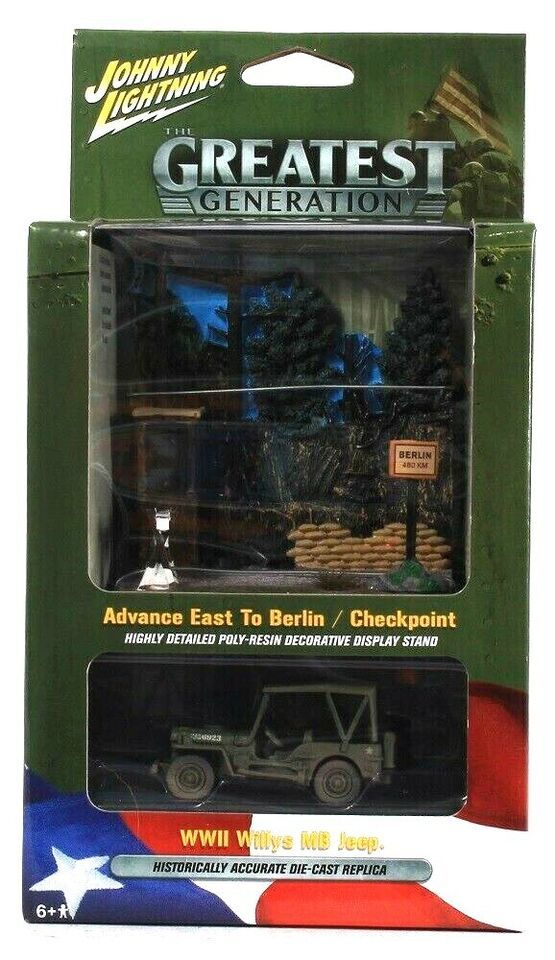 JOHNNY
LIGHTNING
THE
GREATEST
GENERATION
BERLIN
480 KM
Advance East To Berlin / Checkpoint
HIGHLY DETAILED POLY-RESIN DECORATIVE DISPLAY STAND
WWII Willys MB Jeep®
HISTORICALLY ACCURATE DIE-CAST REPLICA
6+